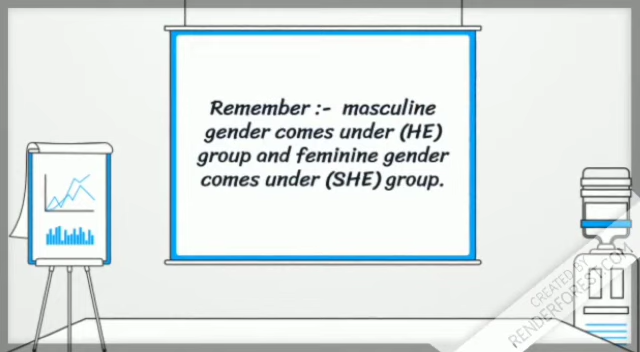 Remember :- masculine
gender comes under (HE)
group and feminine gender
comes under (SHE) group.
CREATED BY
RENDERFOREST.COM